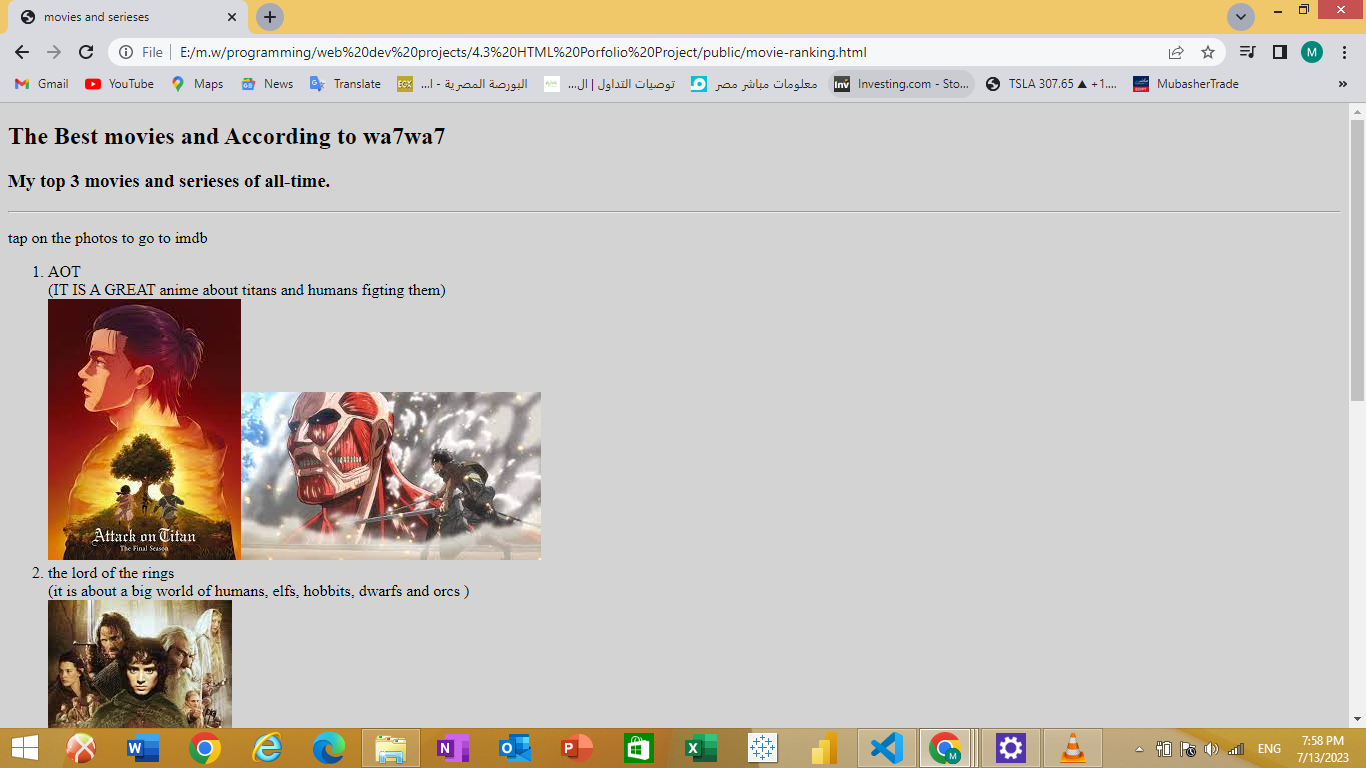 movies and serieses
File
E:/m.w/programming/web%20dev%20projects/4.3%20HTML%20Porfolio%20Project/public/movie-ranking.html
M
Gmail
YouTube
Maps
News
Translate
EGX
البورصة المصرية - ا...
توصيات التداول | ال...
معلومات مباشر مصر
inv
Investing.com - Sto...
TSLA 307.65 ▲ +1....
MubasherTrade
»
The Best movies and According to wa7wa7
My top 3 movies and serieses of all-time.
tap on the photos to go to imdb
1. AOT
(IT IS A GREAT anime about titans and humans figting them)
Attack on Titan
The Final Season
2. the lord of the rings
(it is about a big world of humans, elfs, hobbits, dwarfs and orcs )
ENG
7:58 PM
7/13/2023